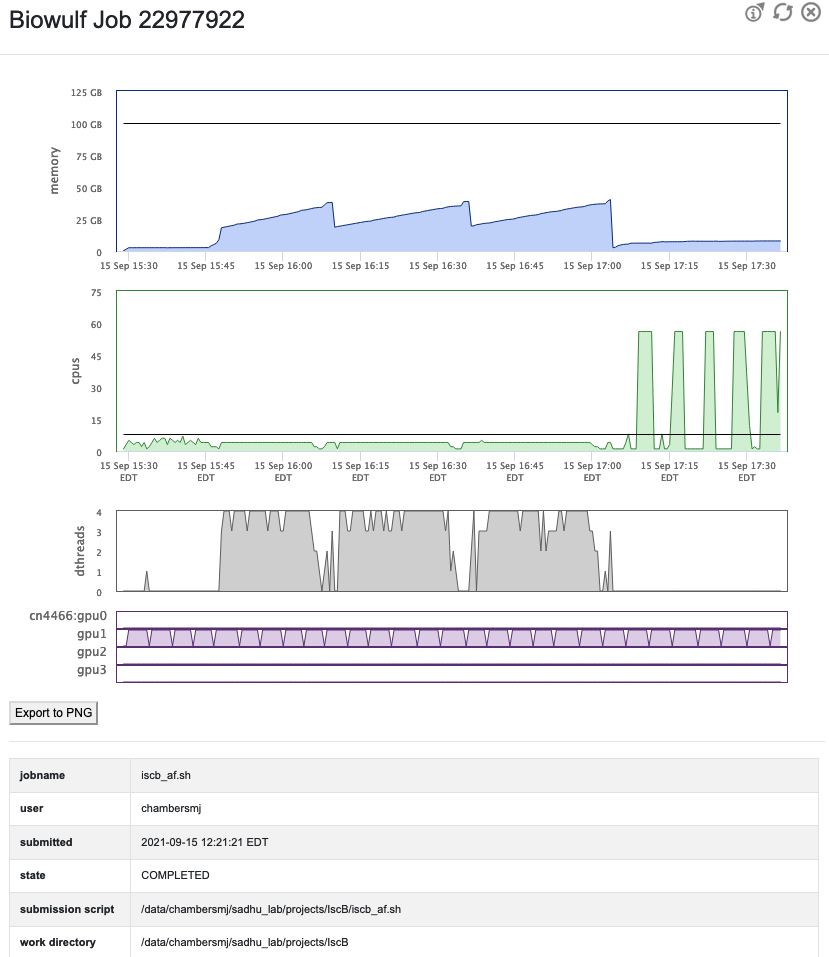 Biowulf Job 22977922
125 GB
100 GB
75 GB
50 GB
25 GB
0
memory
15 Sep 15:30 15 Sep 15:45 15 Sep 16:00 15 Sep 16:15 15 Sep 16:30 15 Sep 16:45 15 Sep 17:00 15 Sep 17:15 15 Sep 17:30
75
60
45
30
15
0
cpus
15 Sep 15:30 15 Sep 15:45 15 Sep 16:00 15 Sep 16:15 15 Sep 16:30 15 Sep 16:45 15 Sep 17:00 15 Sep 17:15 15 Sep 17:30
EDT EDT EDT EDT EDT EDT EDT EDT EDT
4
3
2
1
0
dthreads
cn4466:gpu0
gpu1
gpu2
gpu3
Export to PNG
jobname iscb_af.sh
user chambersmj
submitted 2021-09-15 12:21:21 EDT
state COMPLETED
submission script /data/chambersmj/sadhu_lab/projects/IscB/iscb_af.sh
work directory /data/chambersmj/sadhu_lab/projects/IscB